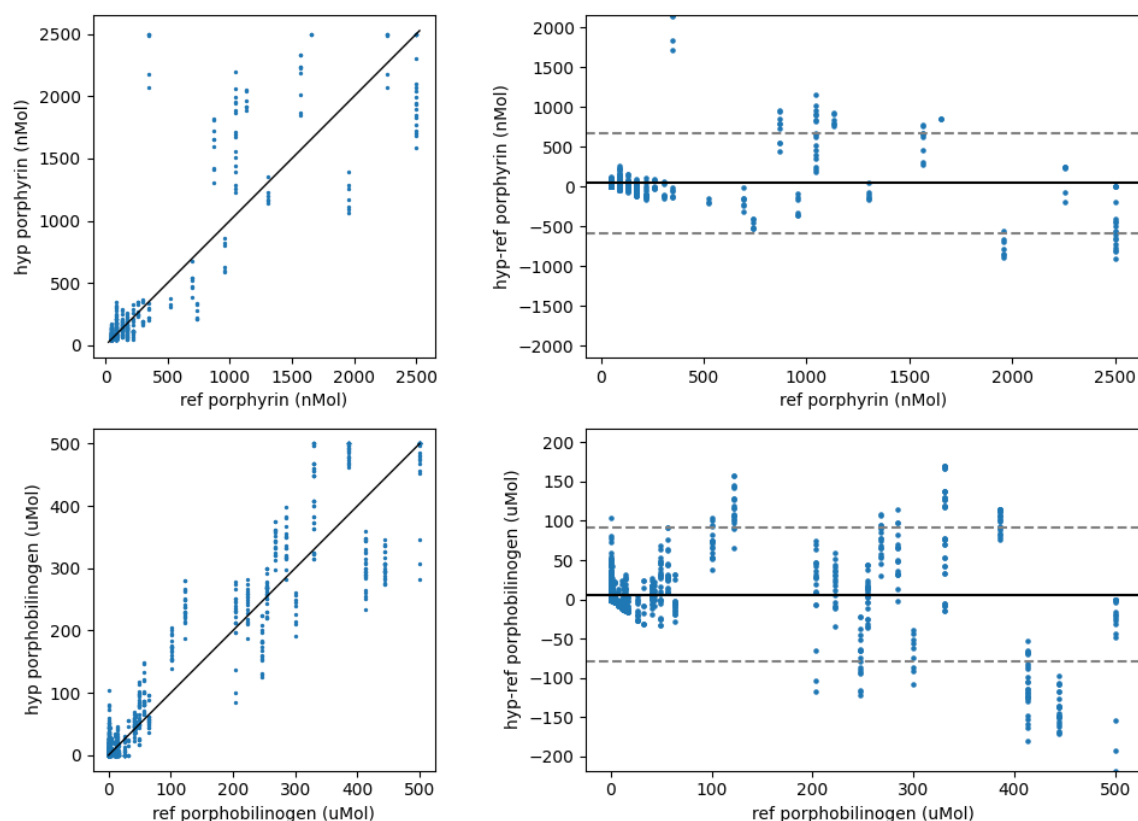 2500
2000
1500
1000
500
0
hyp porphyrin (nMol)
0 500 1000 1500 2000 2500
ref porphyrin (nMol)
2000
1500
1000
500
0
−500
−1000
−1500
−2000
hyp-ref porphyrin (nMol)
0 500 1000 1500 2000 2500
ref porphyrin (nMol)
500
400
300
200
100
0
hyp porphobilinogen (uMol)
0 100 200 300 400 500
ref porphobilinogen (uMol)
200
150
100
50
0
−50
−100
−150
−200
hyp-ref porphobilinogen (uMol)
0 100 200 300 400 500
ref porphobilinogen (uMol)